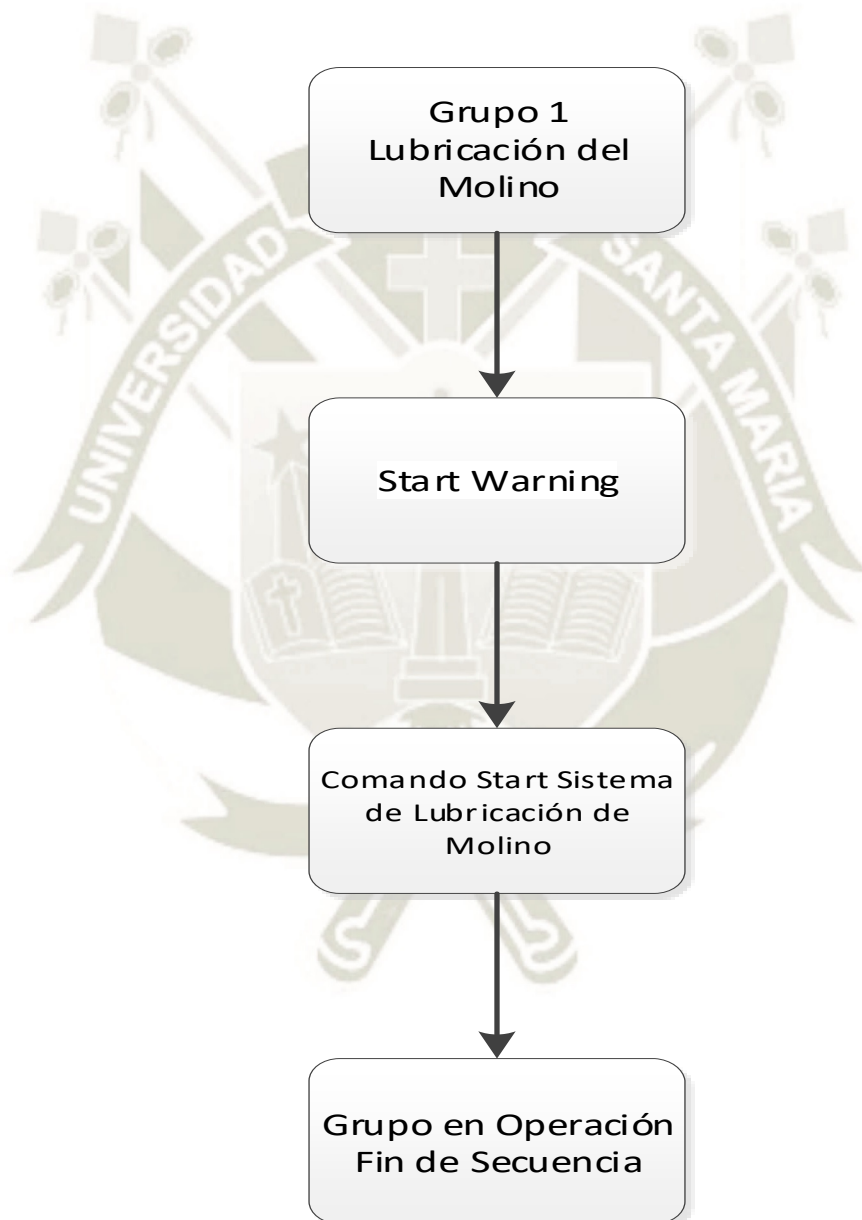 Grupo 1
Lubricación del
Molino
UNIVERSIDAD
SANTA MARIA
Start Warning
Comando Start Sistema
de Lubricación de
Molino
Grupo en Operación
Fin de Secuencia